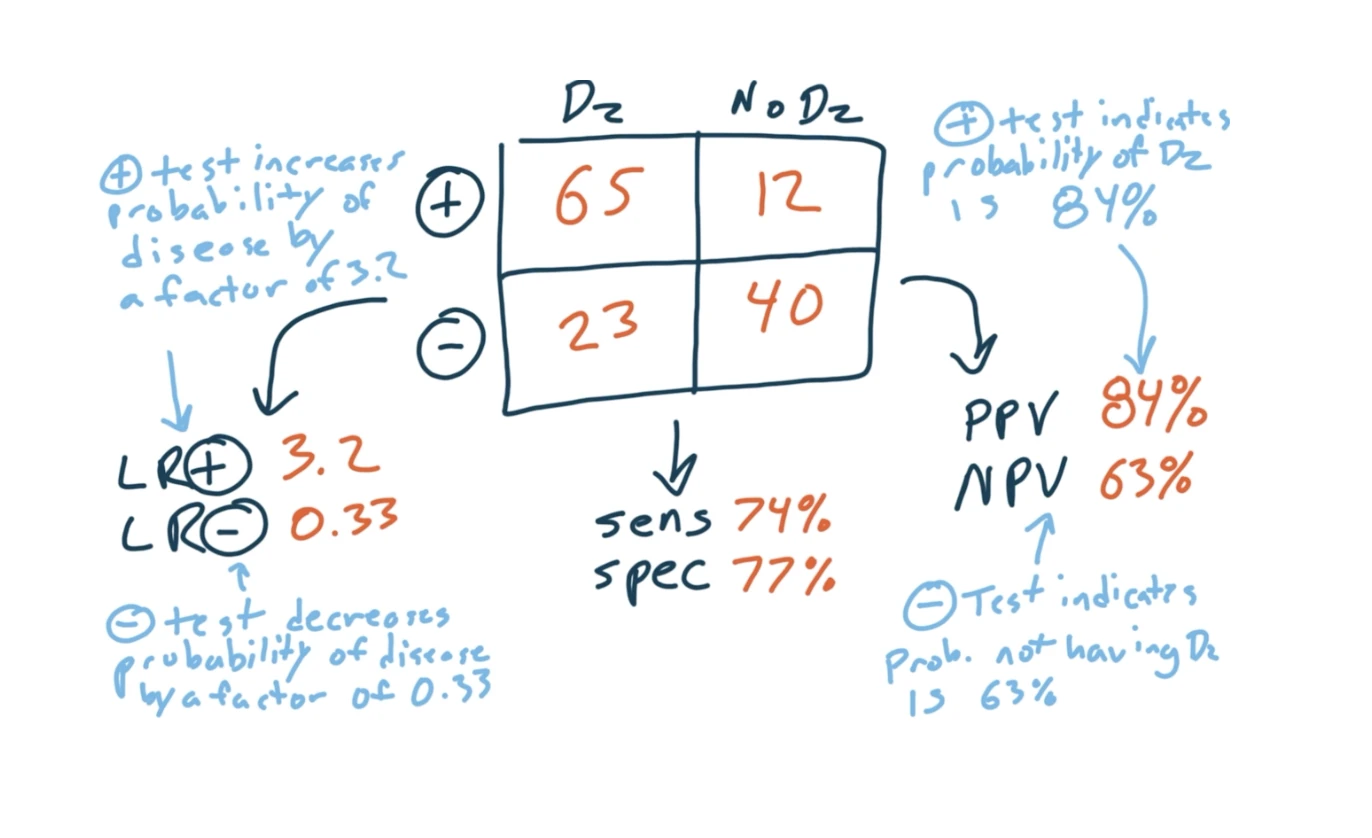 Dz No Dz
⊕ 65 12
⊖ 23 40
⊕ test increases
probability of
disease by
a factor of 3.2
LR⊕ 3.2
LR⊖ 0.33
⊖ test decreases
probability of disease
by a factor of 0.33
sens 74%
spec 77%
⊕ test indicates
probability of Dz
is 84%
PPV 84%
NPV 63%
⊖ Test indicates
Prob. not having Dz
is 63%